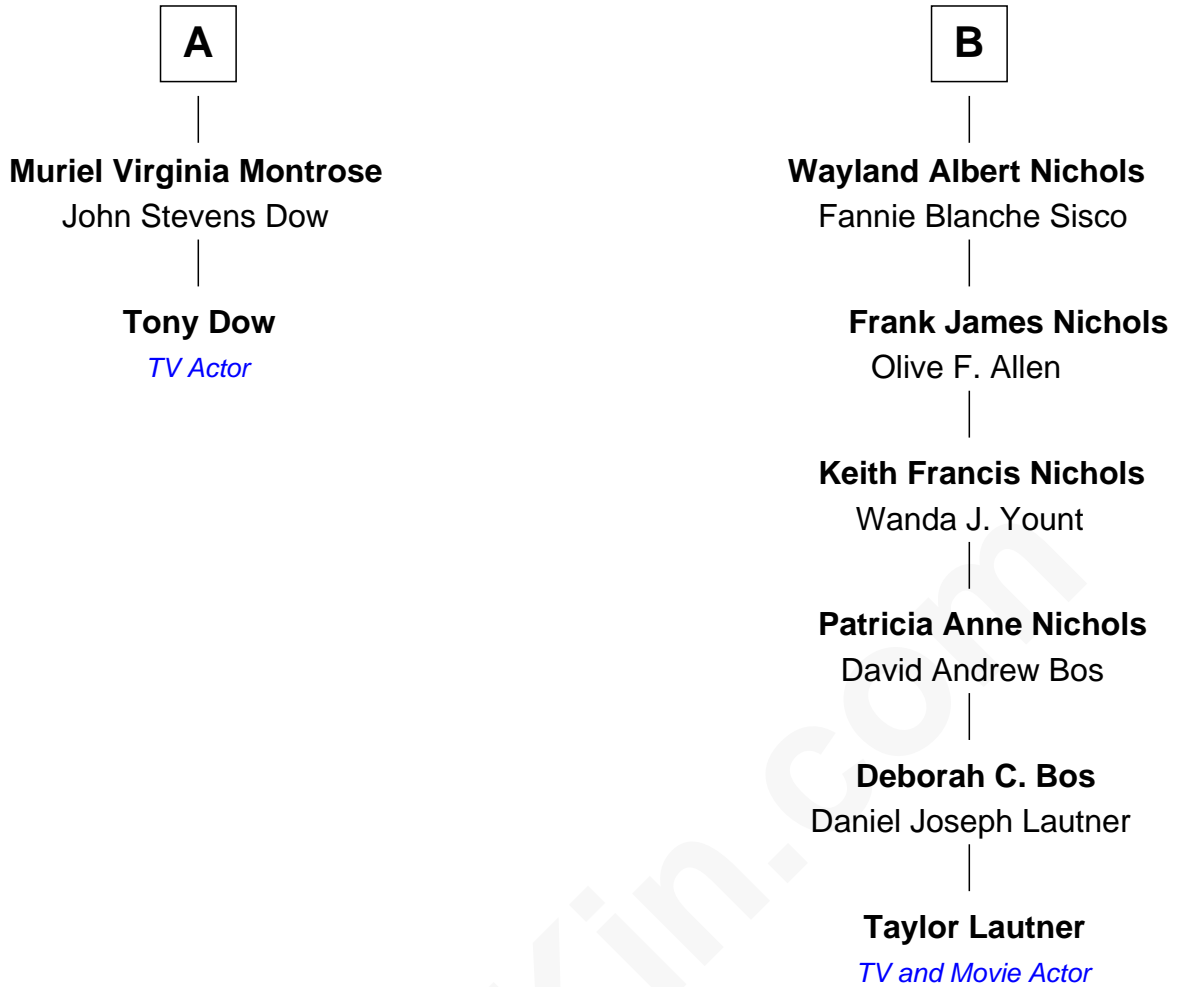 A
Muriel Virginia Montrose
John Stevens Dow
Tony Dow
TV Actor
B
Wayland Albert Nichols
Fannie Blanche Sisco
Frank James Nichols
Olive F. Allen
Keith Francis Nichols
Wanda J. Yount
Patricia Anne Nichols
David Andrew Bos
Deborah C. Bos
Daniel Joseph Lautner
Taylor Lautner
TV and Movie Actor
Kin.com